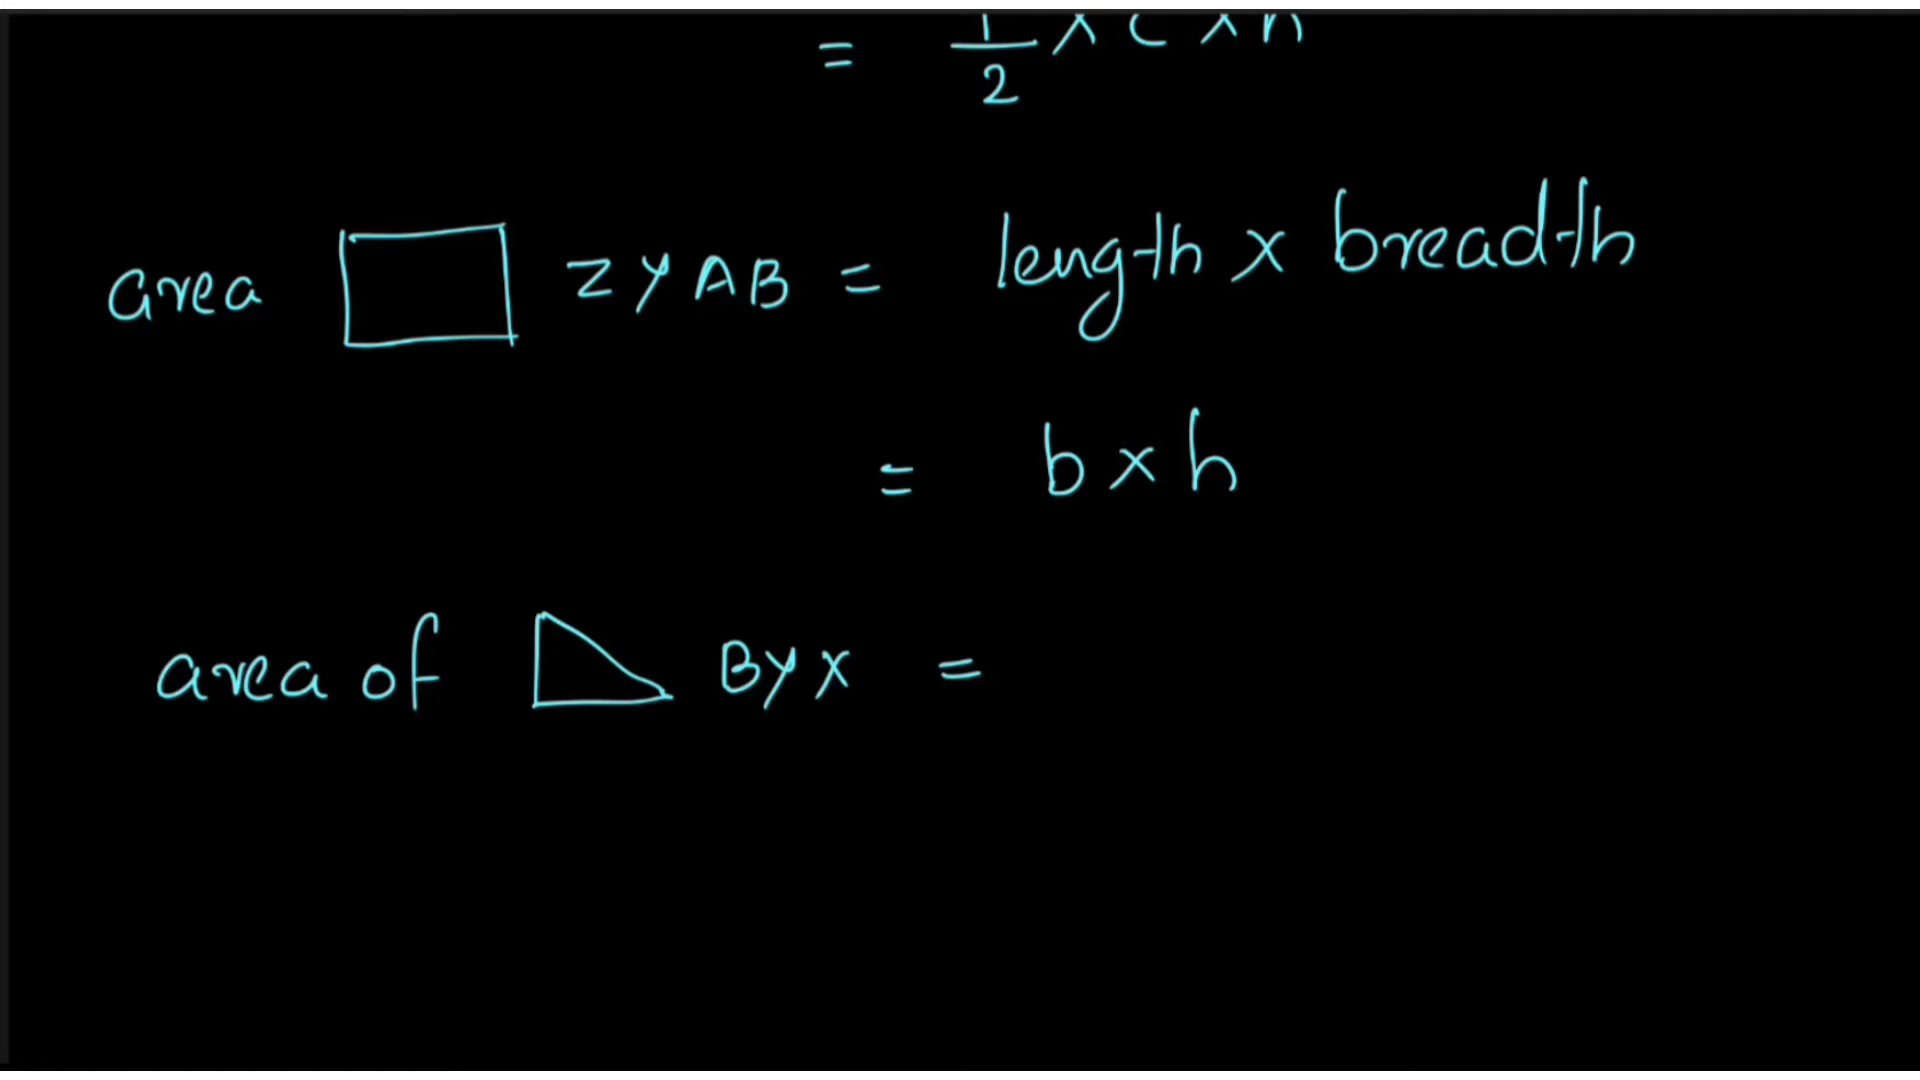 = 1/2 x c x h
area ZYAB = length x breadth
= b x h
area of BYX =